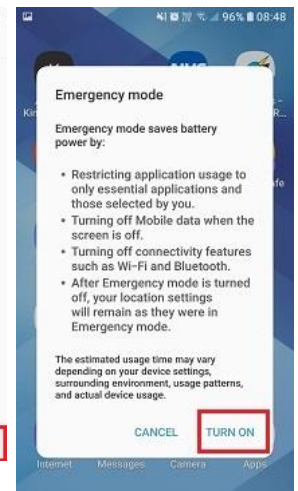 96% 08:48
Emergency mode
Emergency mode saves battery
power by:
• Restricting application usage to
only essential applications and
those selected by you.
• Turning off Mobile data when the
screen is off.
• Turning off connectivity features
such as Wi-Fi and Bluetooth.
• After Emergency mode is turned
off, your location settings
will remain as they were in
Emergency mode.
The estimated usage time may vary
depending on your device settings,
surrounding environment, usage patterns,
and actual device usage.
CANCEL TURN ON
Internet Messages Camera Apps